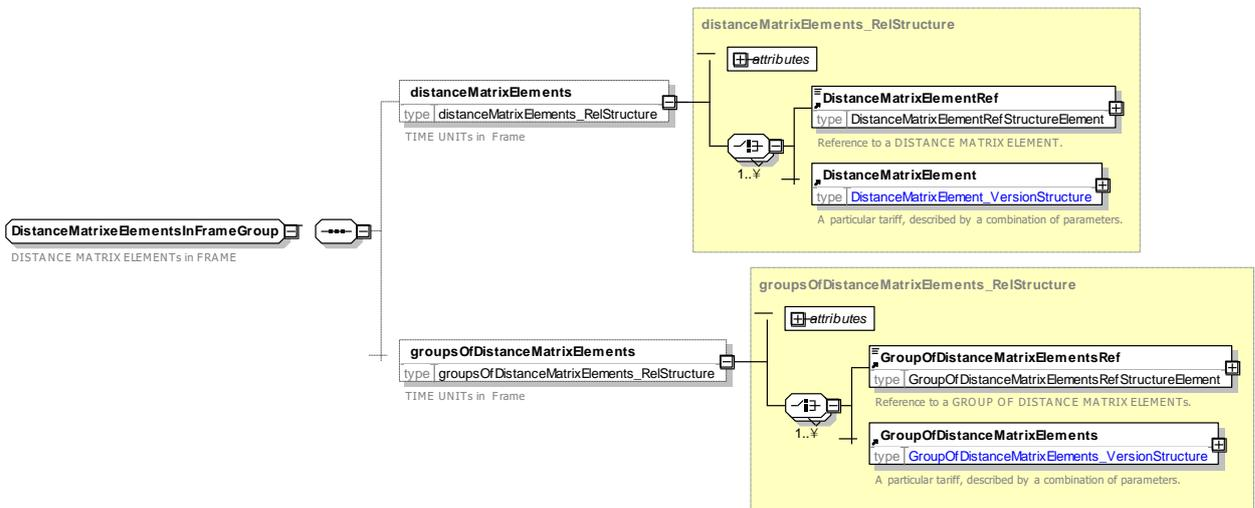 distanceMatrixElements_RelStructure
attributes
distanceMatrixElements
type distanceMatrixElements_RelStructure
TIME UNITs in Frame
DistanceMatrixElementRef
type DistanceMatrixElementRefStructureElement
Reference to a DISTANCE MATRIX ELEMENT.
1..¥
DistanceMatrixElement
type DistanceMatrixElement_VersionStructure
A particular tariff, described by a combination of parameters.
DistanceMatrixeElementsInFrameGroup
DISTANCE MATRIX ELEMENTs in FRAME
groupsOfDistanceMatrixElements_RelStructure
attributes
groupsOfDistanceMatrixElements
type groupsOfDistanceMatrixElements_RelStructure
TIME UNITs in Frame
GroupOfDistanceMatrixElementsRef
type GroupOfDistanceMatrixElementsRefStructureElement
Reference to a GROUP OF DISTANCE MATRIX ELEMENTs.
1..¥
GroupOfDistanceMatrixElements
type GroupOfDistanceMatrixElements_VersionStructure
A particular tariff, described by a combination of parameters.